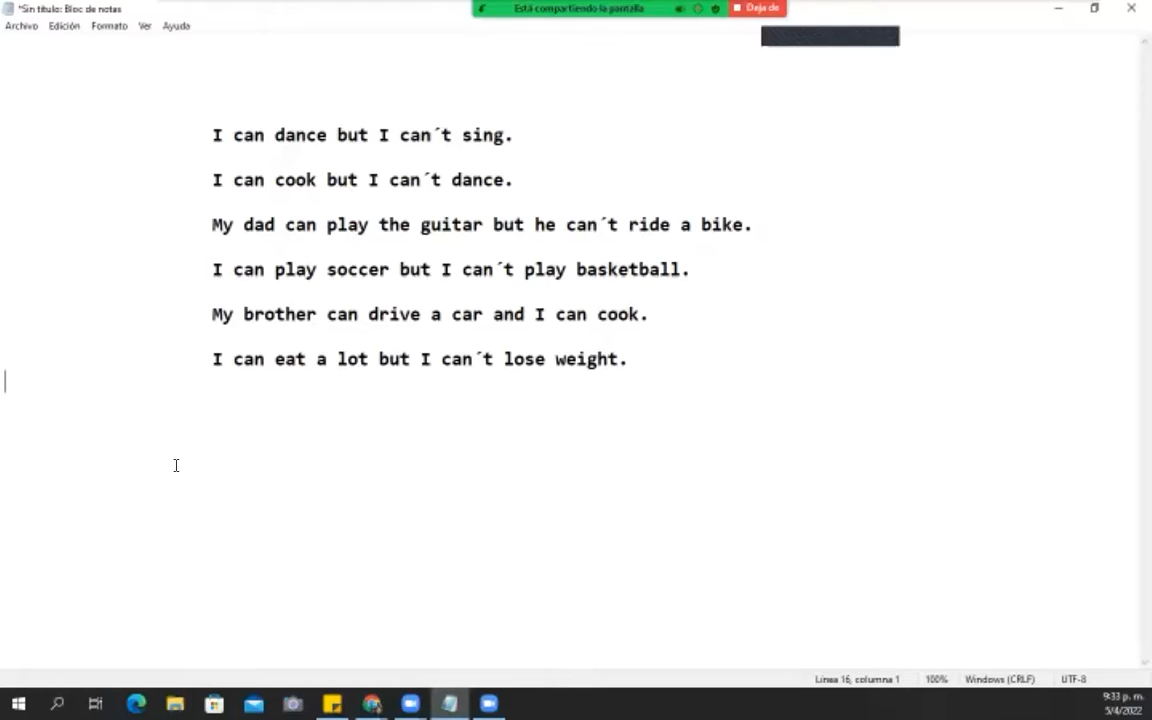 *Sin título: Bloc de notas
Está compartiendo la pantalla
Deja de
Archivo Edición Formato Ver Ayuda
I can dance but I can´t sing.
I can cook but I can´t dance.
My dad can play the guitar but he can´t ride a bike.
I can play soccer but I can´t play basketball.
My brother can drive a car and I can cook.
I can eat a lot but I can´t lose weight.
Línea 16, columna 1 100% Windows (CRLF) UTF-8
9:33 p. m.
5/4/2022